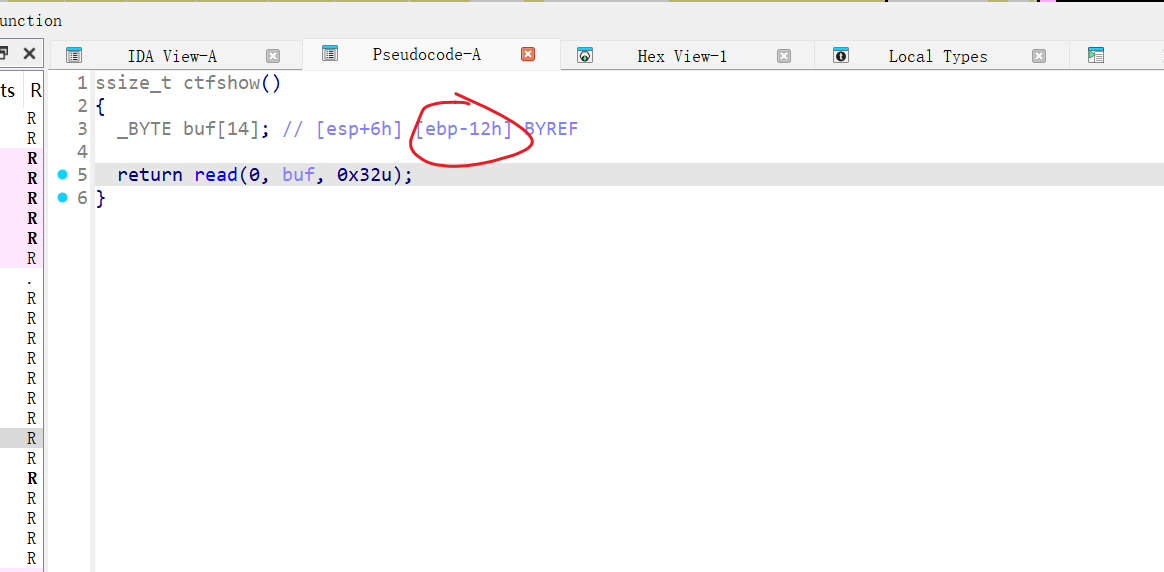 unction
IDA View-A
Pseudocode-A
Hex View-1
Local Types
ts
R
1 ssize_t ctfshow()
2 {
3 _BYTE buf[14]; // [esp+6h] [ebp-12h] BYREF
4
5 return read(0, buf, 0x32u);
6 }
R
R
R
R
R
R
R
R
.
R
R
R
R
R
R
R
R
R
R
R
R
R
R